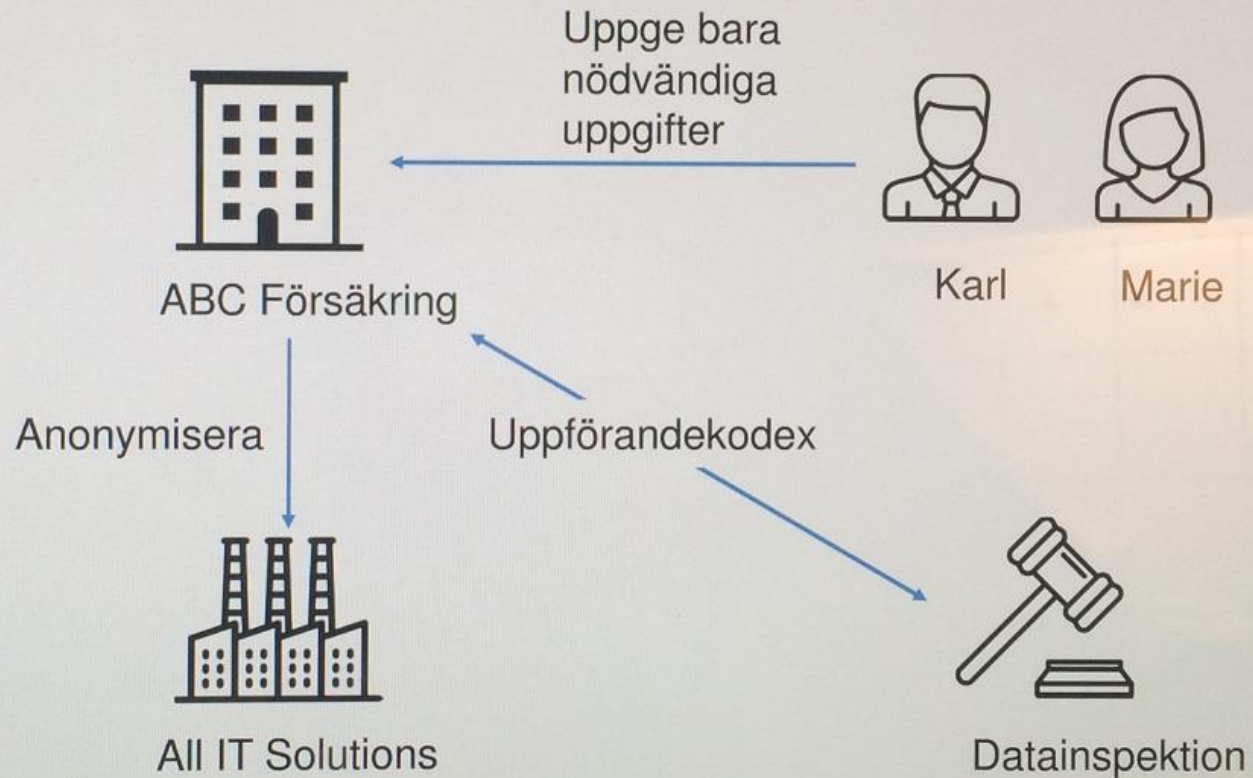 Uppge bara
nödvändiga
uppgifter
Karl
Marie
ABC Försäkring
Anonymisera
Uppförandekodex
All IT Solutions
Datainspektion